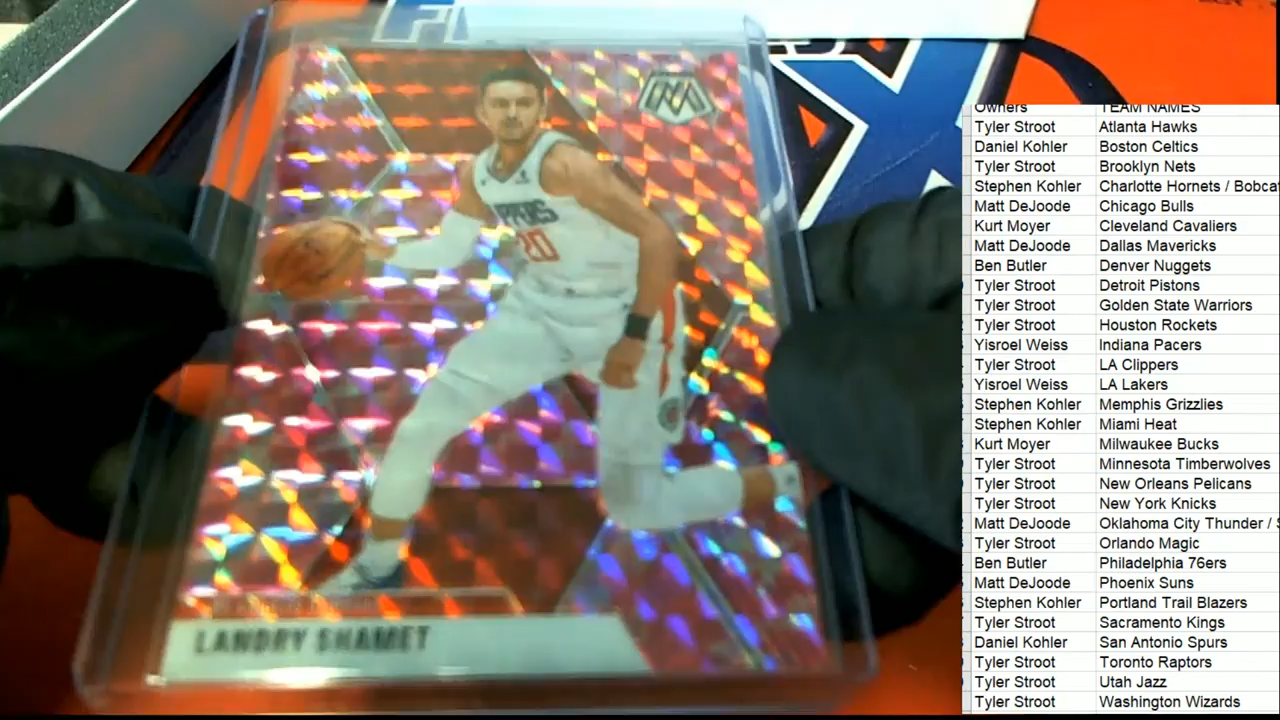 CLIPPERS
20
LANDRY SHAMET
Owners TEAM NAMES
Tyler Stroot Atlanta Hawks
Daniel Kohler Boston Celtics
Tyler Stroot Brooklyn Nets
Stephen Kohler Charlotte Hornets / Bobca
Matt DeJoode Chicago Bulls
Kurt Moyer Cleveland Cavaliers
Matt DeJoode Dallas Mavericks
Ben Butler Denver Nuggets
Tyler Stroot Detroit Pistons
Tyler Stroot Golden State Warriors
Tyler Stroot Houston Rockets
Yisroel Weiss Indiana Pacers
Tyler Stroot LA Clippers
Yisroel Weiss LA Lakers
Stephen Kohler Memphis Grizzlies
Stephen Kohler Miami Heat
Kurt Moyer Milwaukee Bucks
Tyler Stroot Minnesota Timberwolves
Tyler Stroot New Orleans Pelicans
Tyler Stroot New York Knicks
Matt DeJoode Oklahoma City Thunder /
Tyler Stroot Orlando Magic
Ben Butler Philadelphia 76ers
Matt DeJoode Phoenix Suns
Stephen Kohler Portland Trail Blazers
Tyler Stroot Sacramento Kings
Daniel Kohler San Antonio Spurs
Tyler Stroot Toronto Raptors
Tyler Stroot Utah Jazz
Tyler Stroot Washington Wizards